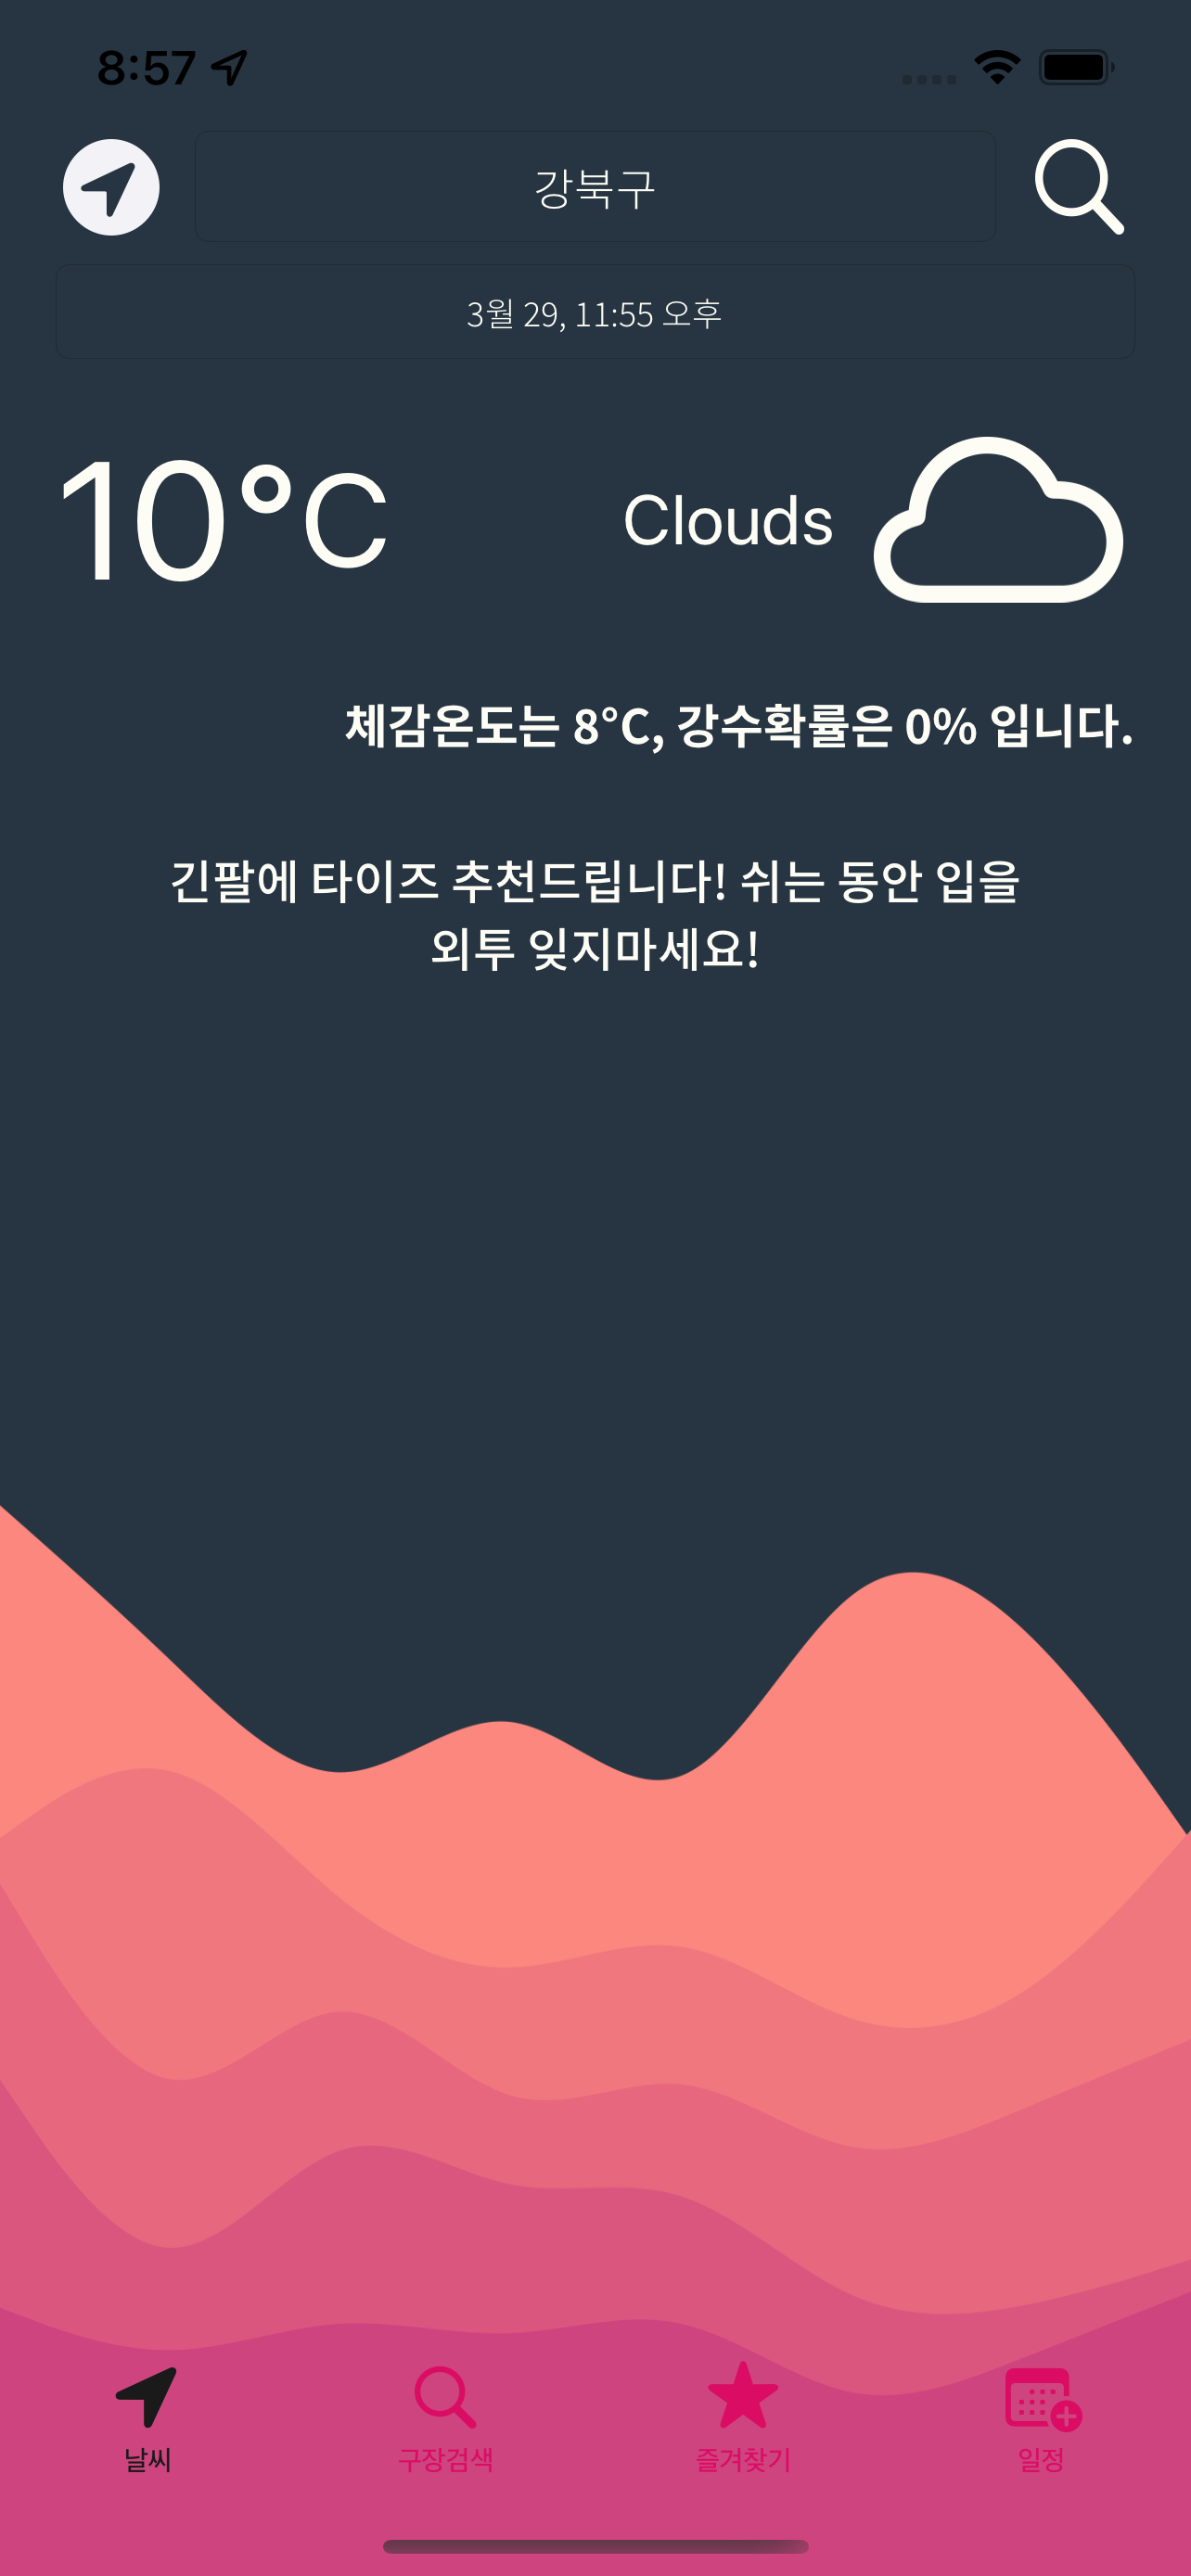 8:57
강북구
3월 29, 11:55 오후
10°C
Clouds
체감온도는 8°C, 강수확률은 0% 입니다.
긴팔에 타이즈 추천드립니다! 쉬는 동안 입을
외투 잊지마세요!
날씨
구장검색
즐겨찾기
일정